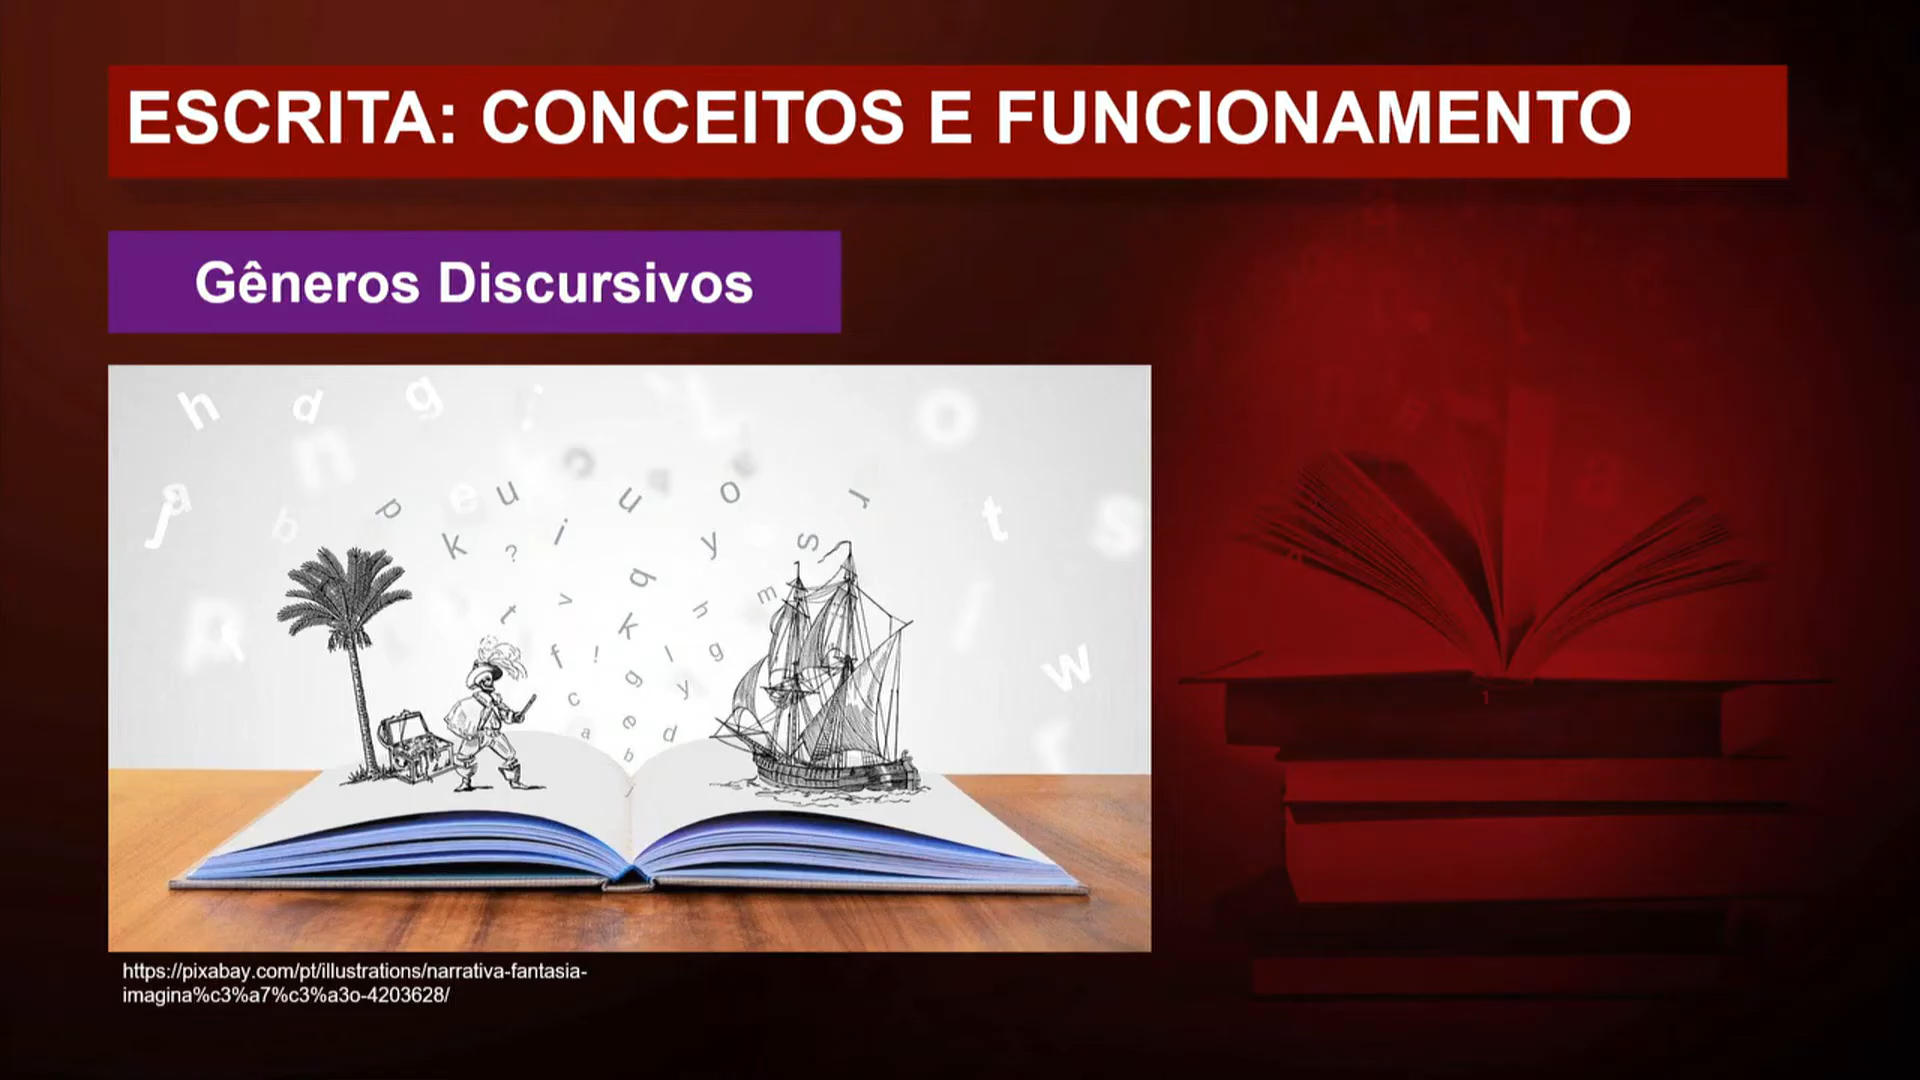 ESCRITA: CONCEITOS E FUNCIONAMENTO
Gêneros Discursivos
https://pixabay.com/pt/illustrations/narrativa-fantasia-
imagina%c3%a7%c3%a3o-4203628/